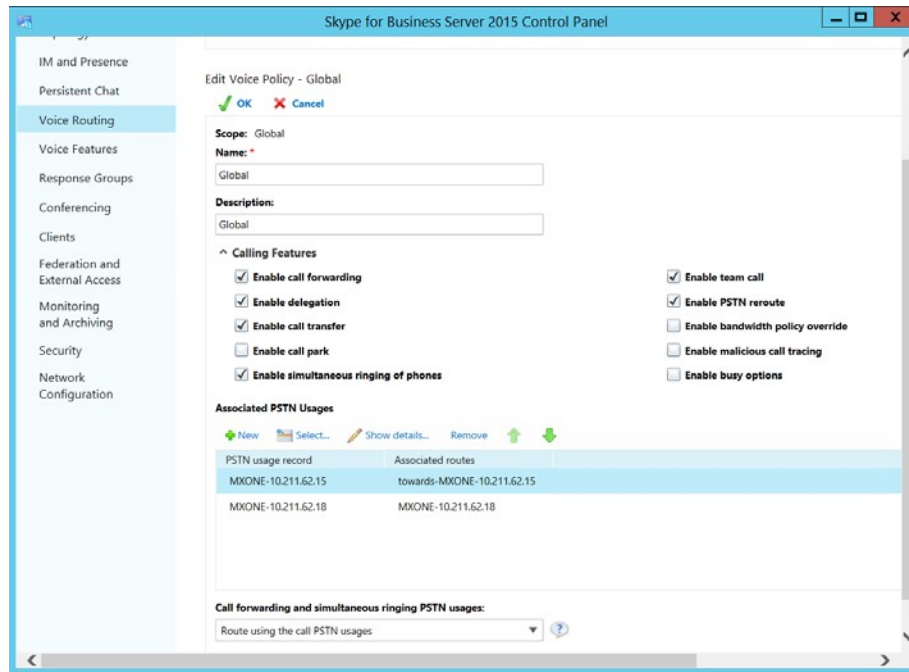 Skype for Business Server 2015 Control Panel
IM and Presence
Persistent Chat
Voice Routing
Voice Features
Response Groups
Conferencing
Clients
Federation and
External Access
Monitoring
and Archiving
Security
Network
Configuration
Edit Voice Policy - Global
OK Cancel
Scope: Global
Name: *
Global
Description:
Global
Calling Features
Enable call forwarding
Enable team call
Enable delegation
Enable PSTN reroute
Enable call transfer
Enable bandwidth policy override
Enable call park
Enable malicious call tracing
Enable simultaneous ringing of phones
Enable busy options
Associated PSTN Usages
New Select... Show details... Remove
PSTN usage record Associated routes
MXONE-10.211.62.15 towards-MXONE-10.211.62.15
MXONE-10.211.62.18 MXONE-10.211.62.18
Call forwarding and simultaneous ringing PSTN usages:
Route using the call PSTN usages